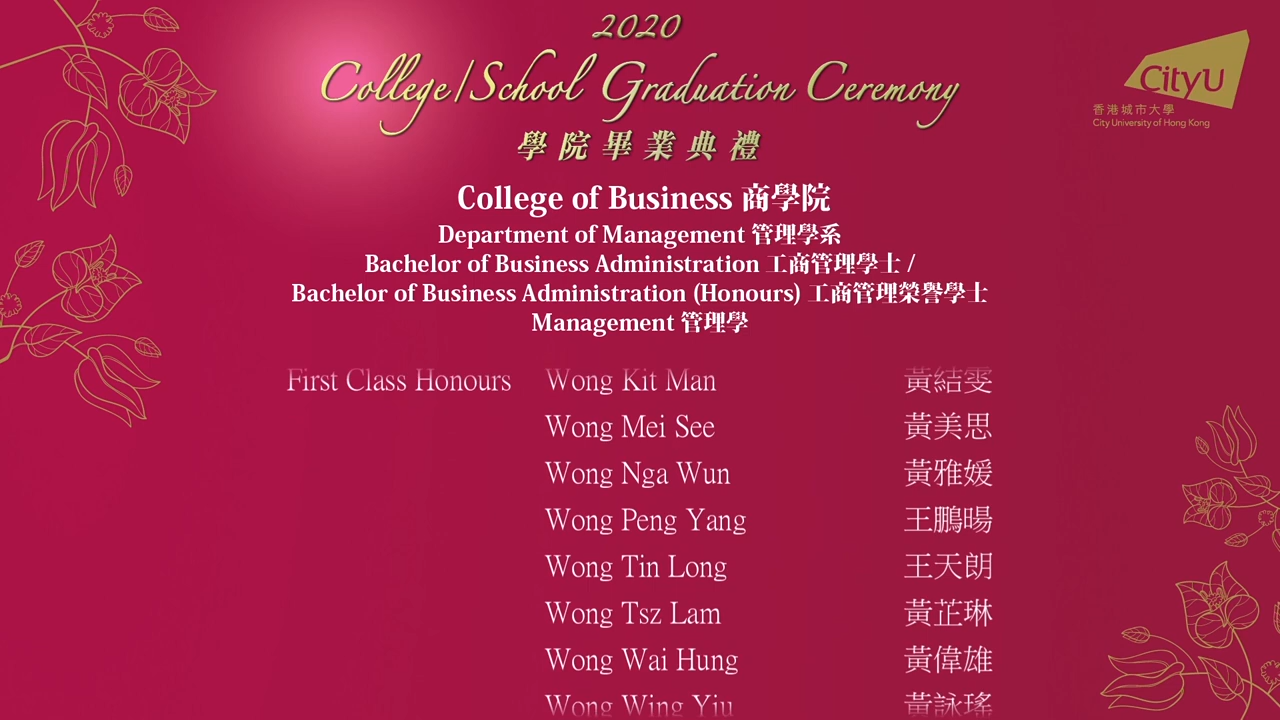 2020
College/School Graduation Ceremony
學院畢業典禮
CityU
香港城市大學
City University of Hong Kong
College of Business 商學院
Department of Management 管理學系
Bachelor of Business Administration 工商管理學士 /
Bachelor of Business Administration (Honours) 工商管理榮譽學士
Management 管理學
First Class Honours Wong Kit Man 黃結雯
Wong Mei See 黃美思
Wong Nga Wun 黃雅媛
Wong Peng Yang 王鵬暘
Wong Tin Long 王天朗
Wong Tsz Lam 黃芷琳
Wong Wai Hung 黃偉雄
Wong Wing Yiu 黃詠瑤